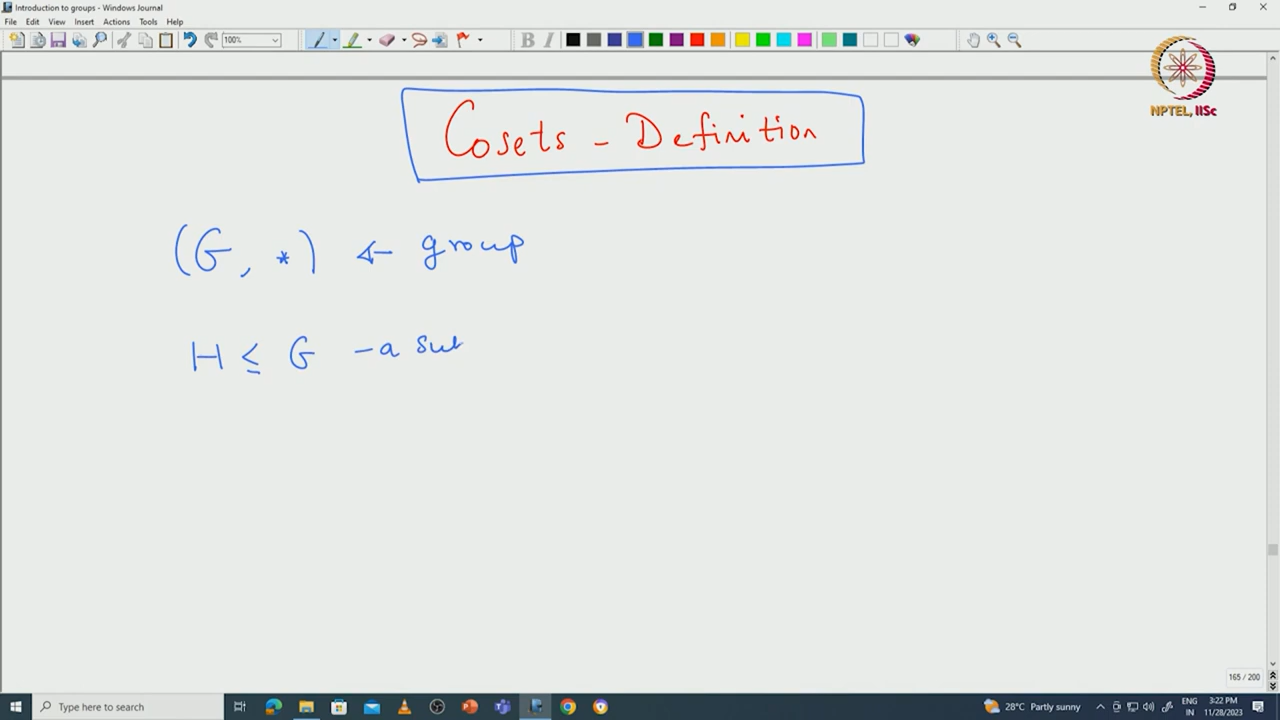 Introduction to groups - Windows Journal
File Edit View Insert Actions Tools Help
100%
B I
NPTEL, IISc
Cosets - Definition
(G, *) ← group
H ≤ G - a sub
165 / 200
Type here to search
28°C Partly sunny
ENG
IN
3:22 PM
11/28/2023